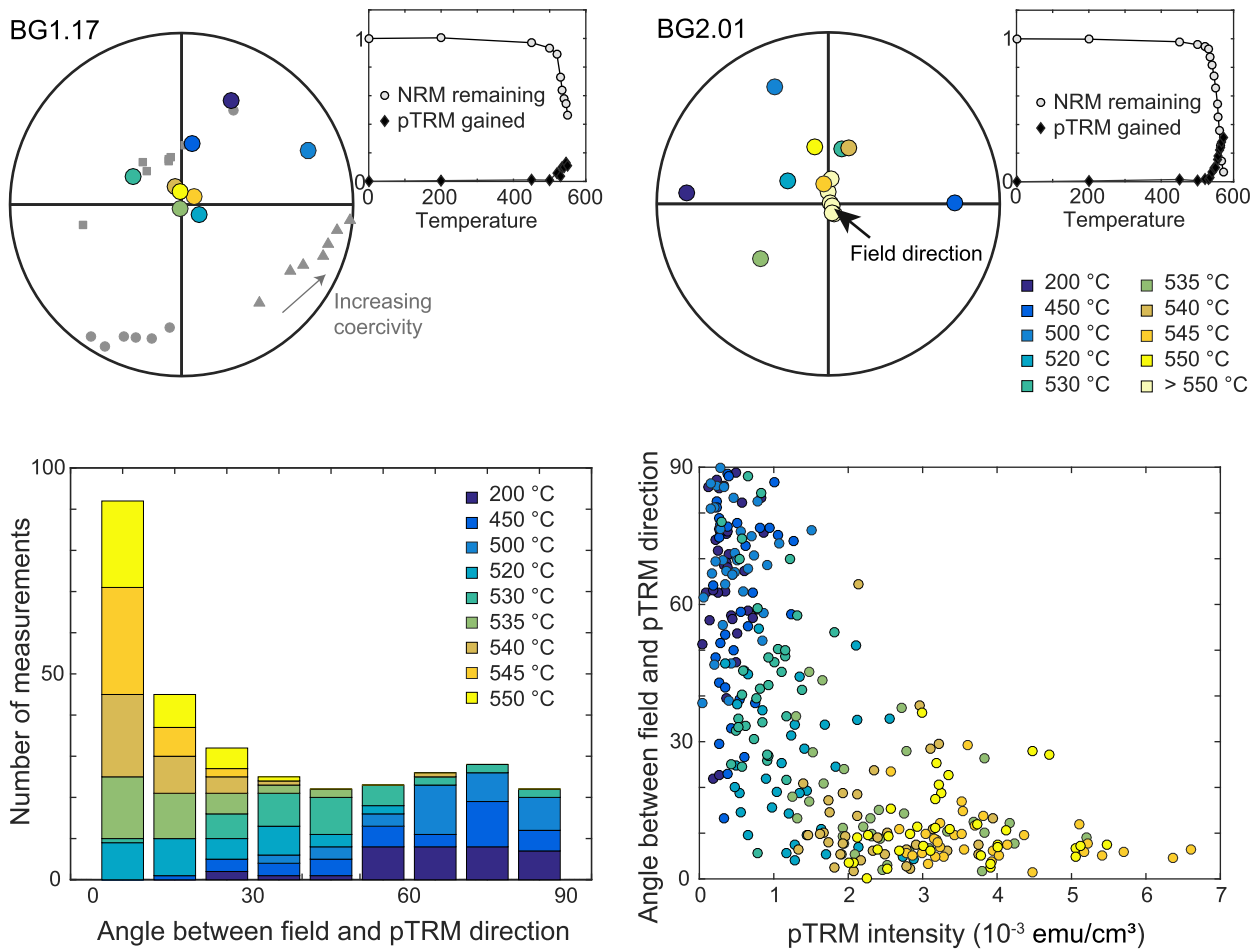 BG1.17
1
NRM remaining
pTRM gained
0
0 200 400 600
Temperature
Increasing
coercivity
BG2.01
1
NRM remaining
pTRM gained
0
0 200 400 600
Temperature
Field direction
200 °C 535 °C
450 °C 540 °C
500 °C 545 °C
520 °C 550 °C
530 °C > 550 °C
100
50
0
Number of measurements
200 °C
450 °C
500 °C
520 °C
530 °C
535 °C
540 °C
545 °C
550 °C
0 30 60 90
Angle between field and pTRM direction
90
60
30
0
Angle between field and pTRM direction
0 1 2 3 4 5 6 7
pTRM intensity (10⁻³ emu/cm³)